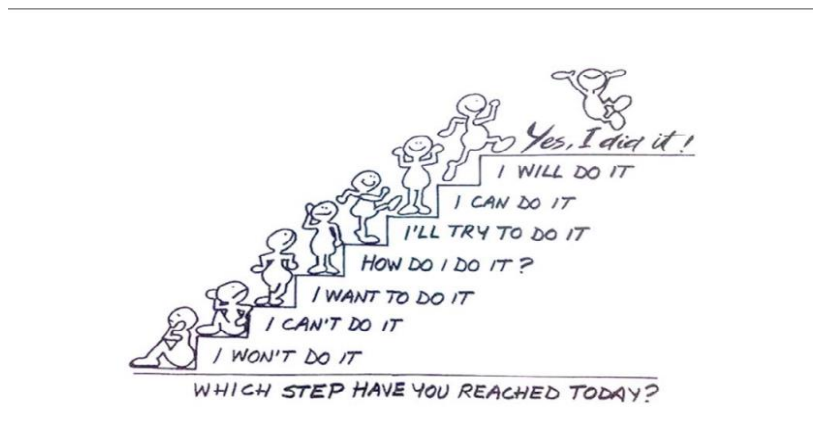 Yes, I did it!
I WILL DO IT
I CAN DO IT
I'LL TRY TO DO IT
HOW DO I DO IT?
I WANT TO DO IT
I CAN'T DO IT
I WON'T DO IT
WHICH STEP HAVE YOU REACHED TODAY?